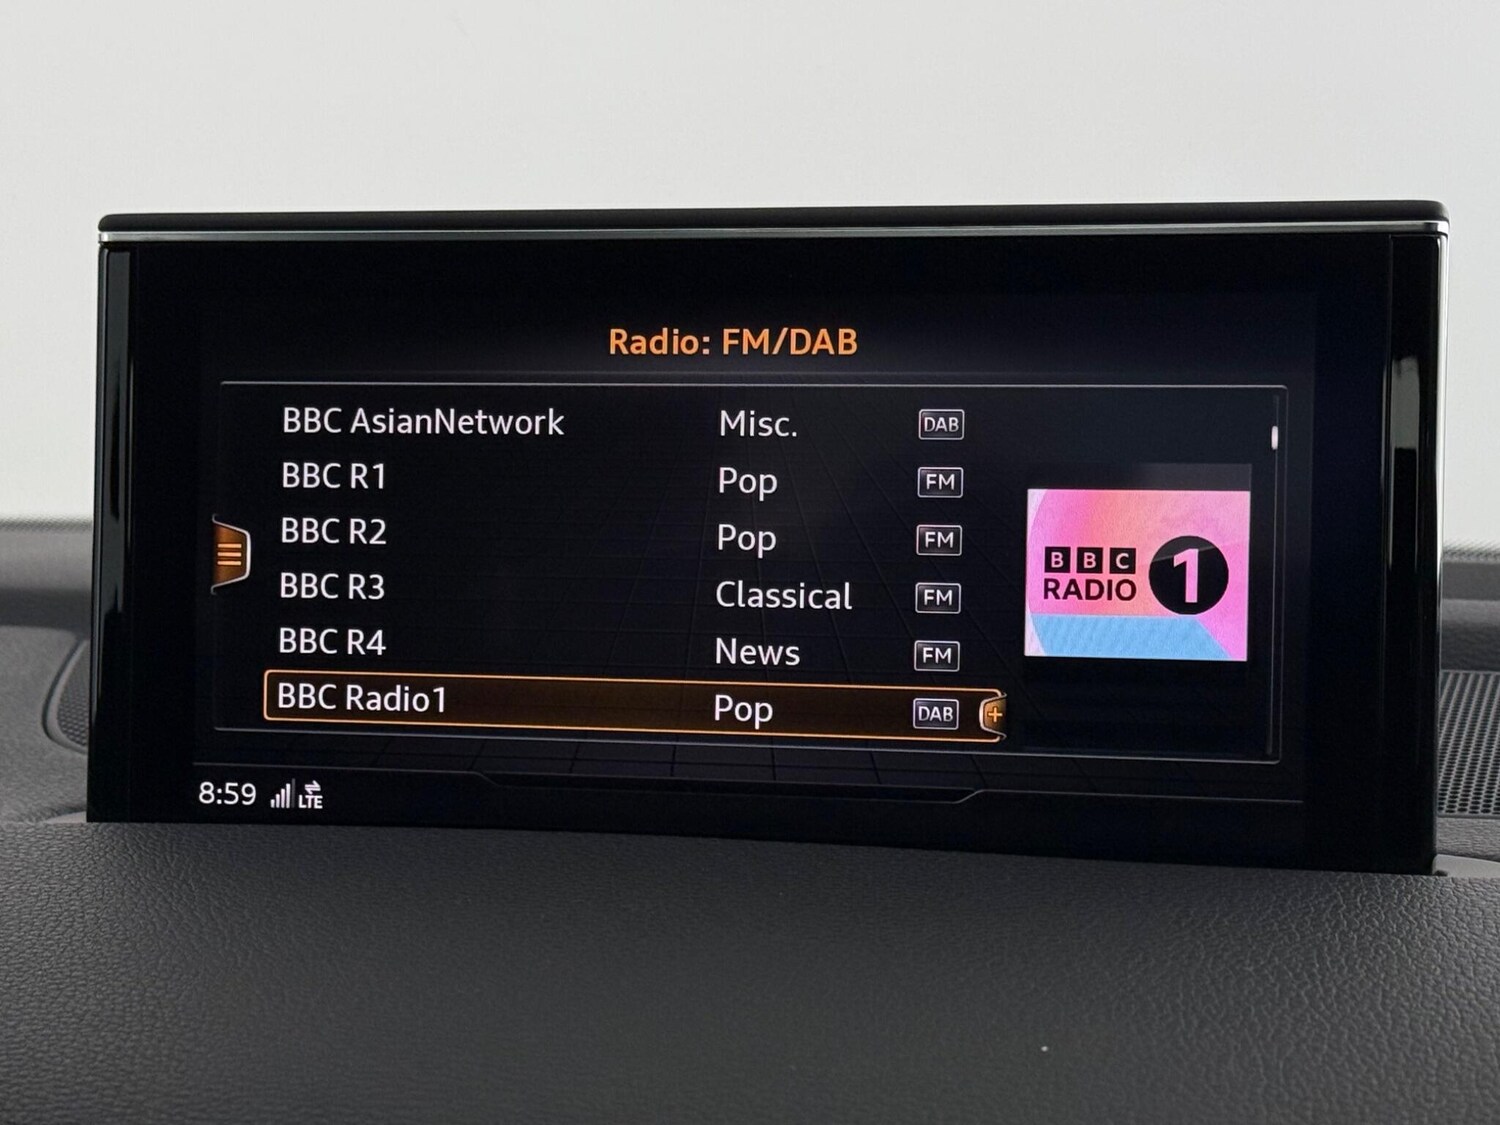 Radio: FM/DAB
BBC AsianNetwork Misc. DAB
BBC R1 Pop FM
BBC R2 Pop FM
BBC R3 Classical FM
BBC R4 News FM
BBC Radio1 Pop DAB +
BBC
RADIO 1
8:59 LTE